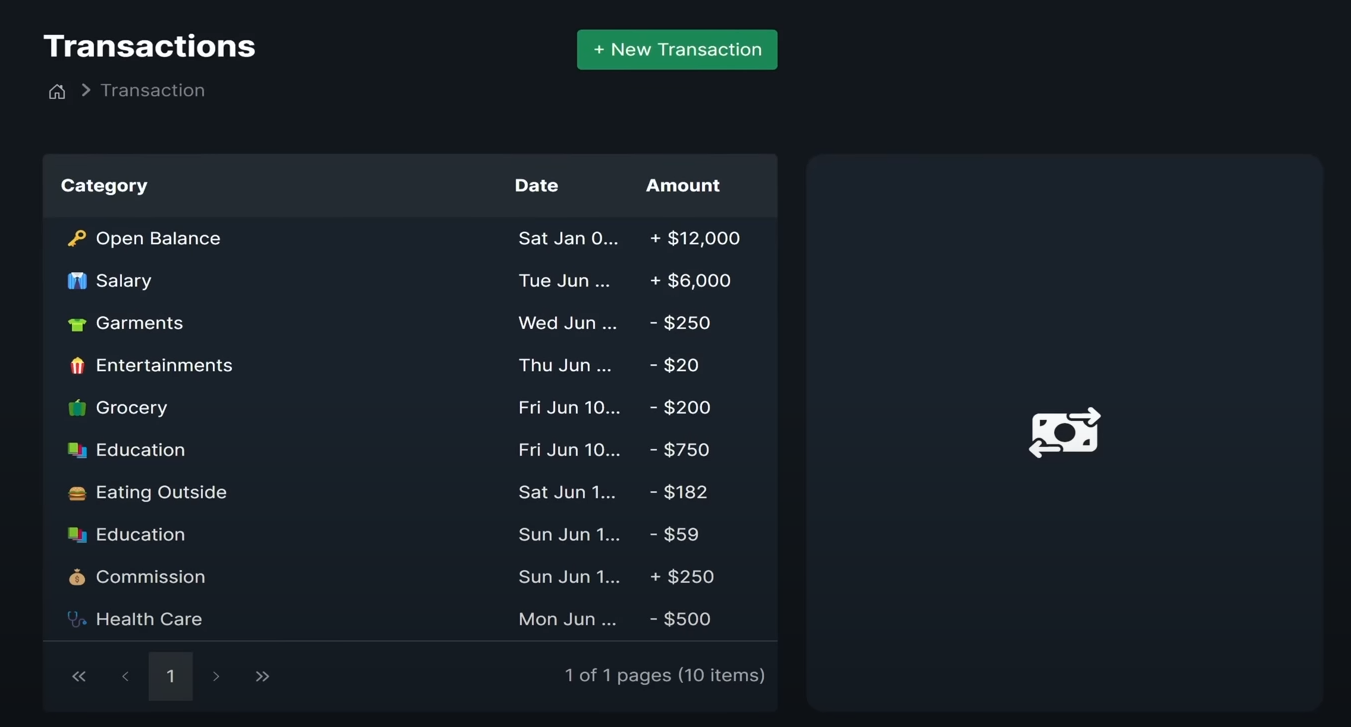 Transactions
+ New Transaction
Transaction
Category Date Amount
Open Balance Sat Jan 0... + $12,000
Salary Tue Jun ... + $6,000
Garments Wed Jun ... - $250
Entertainments Thu Jun ... - $20
Grocery Fri Jun 10... - $200
Education Fri Jun 10... - $750
Eating Outside Sat Jun 1... - $182
Education Sun Jun 1... - $59
Commission Sun Jun 1... + $250
Health Care Mon Jun ... - $500
1 1 of 1 pages (10 items)